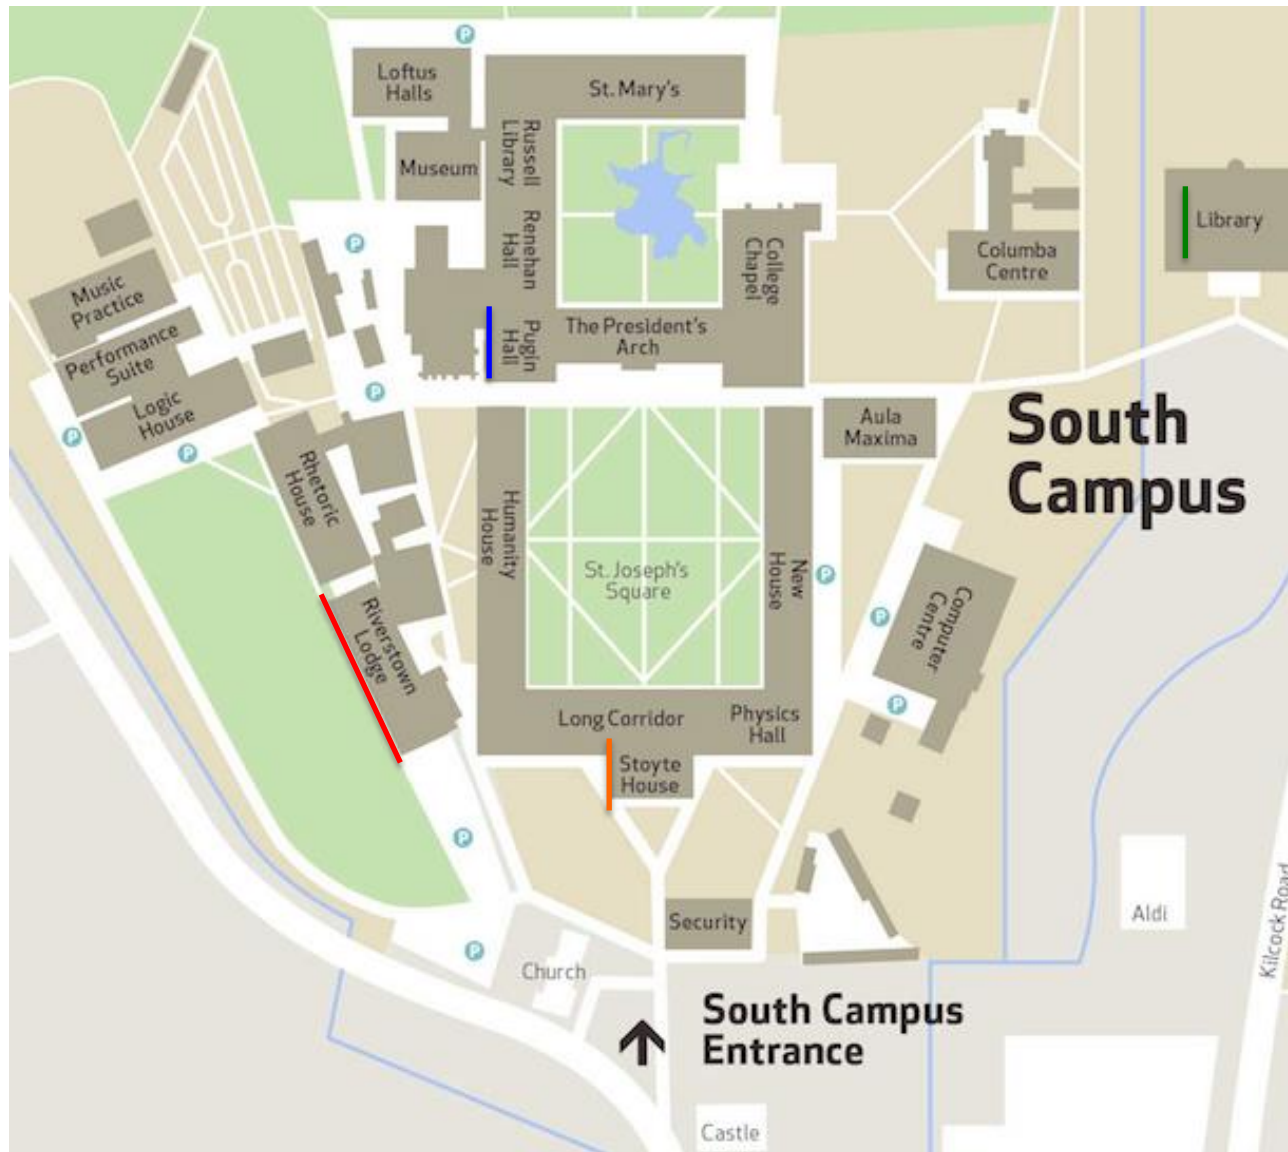 P
Loftus
Halls
St. Mary's
Russell
Library
Museum
Library
Renehan
Hall
College
Chapel
Columba
Centre
P
Music
Practice
Pugin
Hall
The President's
Arch
Performance
Suite
Logic
House
P
P
P
Aula
Maxima
South
Campus
Rhetoric
House
Humanity
House
St. Joseph's
Square
New
House
P
P
Computer
Centre
Riverstown
Lodge
P
Long Corridor
Physics
Hall
Stoyte
House
P
Security
Aldi
Kilcock Road
P
Church
South Campus
Entrance
Castle